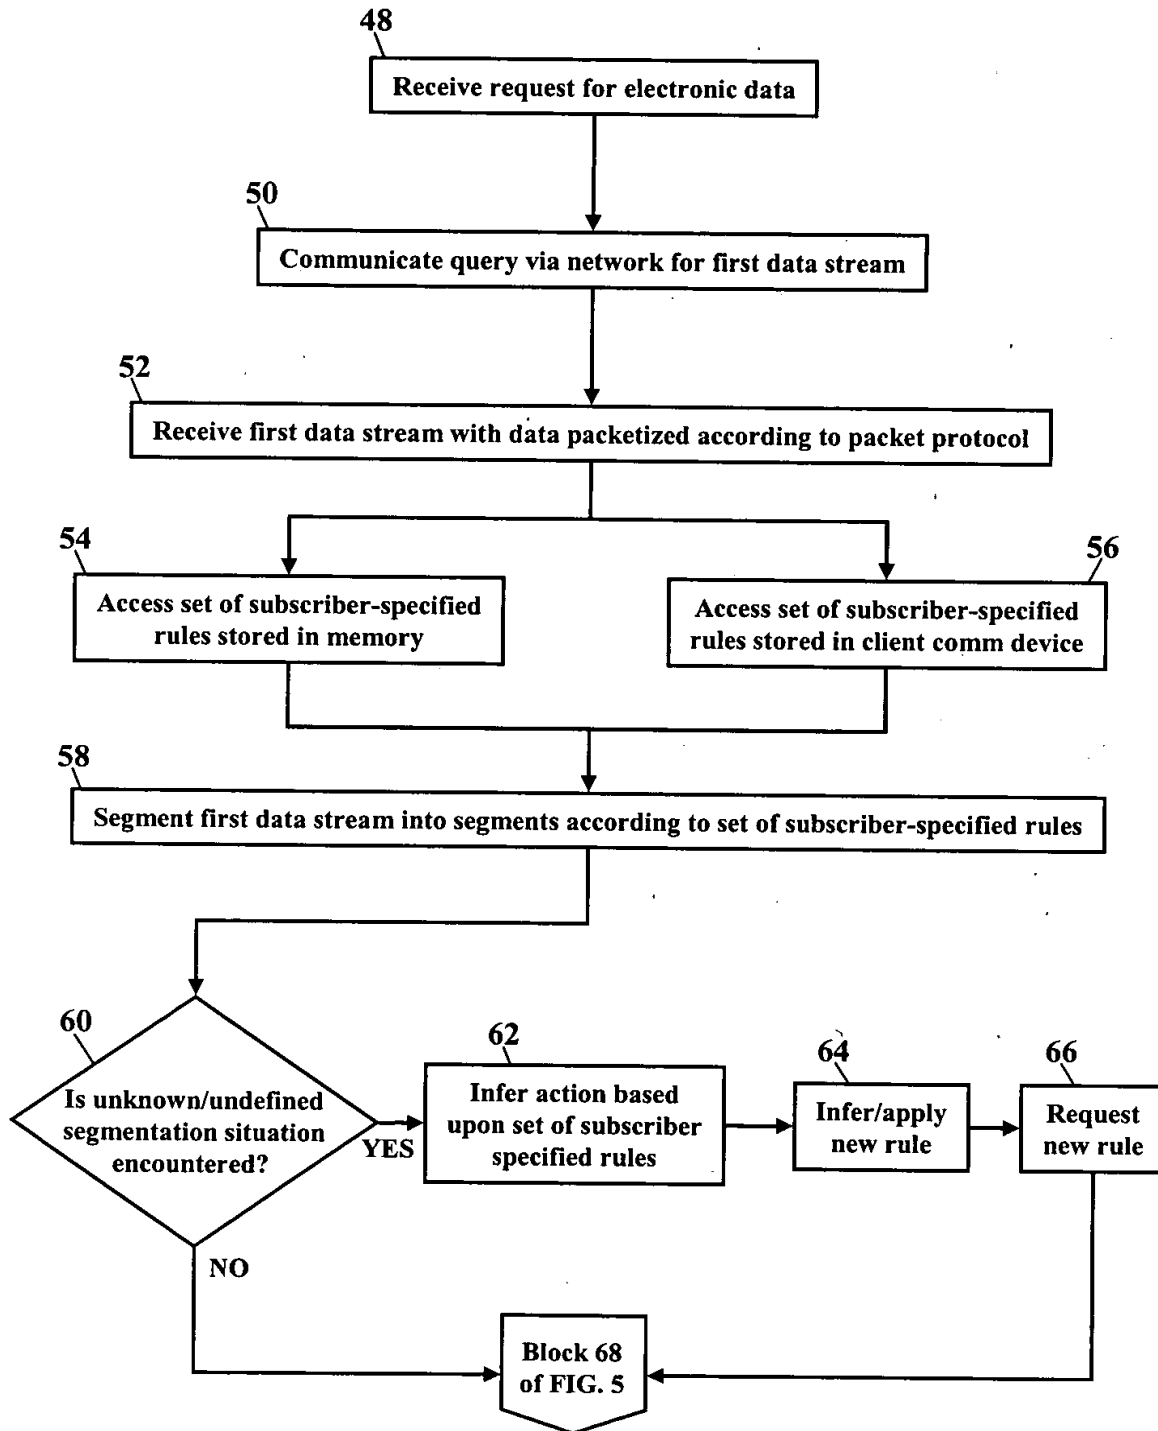 48
Receive request for electronic data
50
Communicate query via network for first data stream
52
Receive first data stream with data packetized according to packet protocol
54
Access set of subscriber-specified
rules stored in memory
56
Access set of subscriber-specified
rules stored in client comm device
58
Segment first data stream into segments according to set of subscriber-specified rules
60
Is unknown/undefined
segmentation situation
encountered?
YES
62
Infer action based
upon set of subscriber
specified rules
64
Infer/apply
new rule
66
Request
new rule
NO
Block 68
of FIG. 5